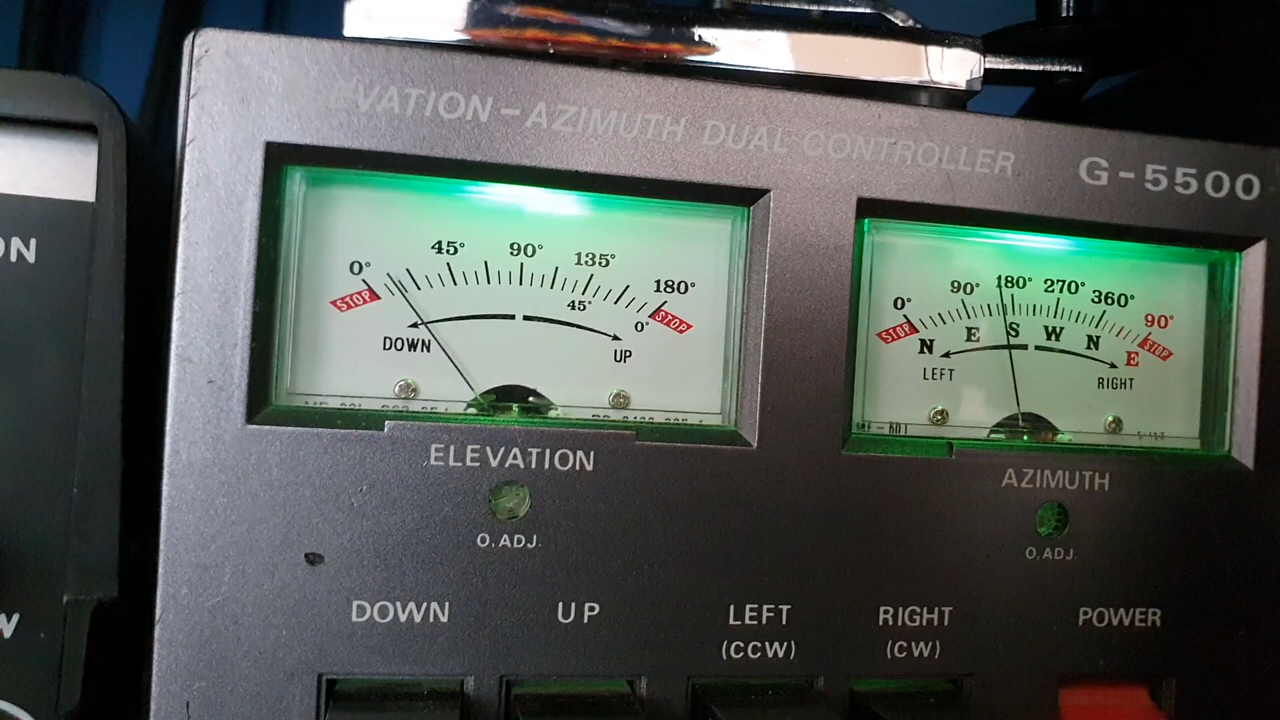 EVATION-AZIMUTH DUAL CONTROLLER
G-5500
ON
0° 45° 90° 135° 180°
STOP
45° 0°
STOP
DOWN
UP
0° 90° 180° 270° 360° 90°
STOP
N E S W N E
STOP
LEFT
RIGHT
ELEVATION
O.ADJ.
AZIMUTH
O.ADJ.
DOWN
UP
LEFT
(CCW)
RIGHT
(CW)
POWER
W